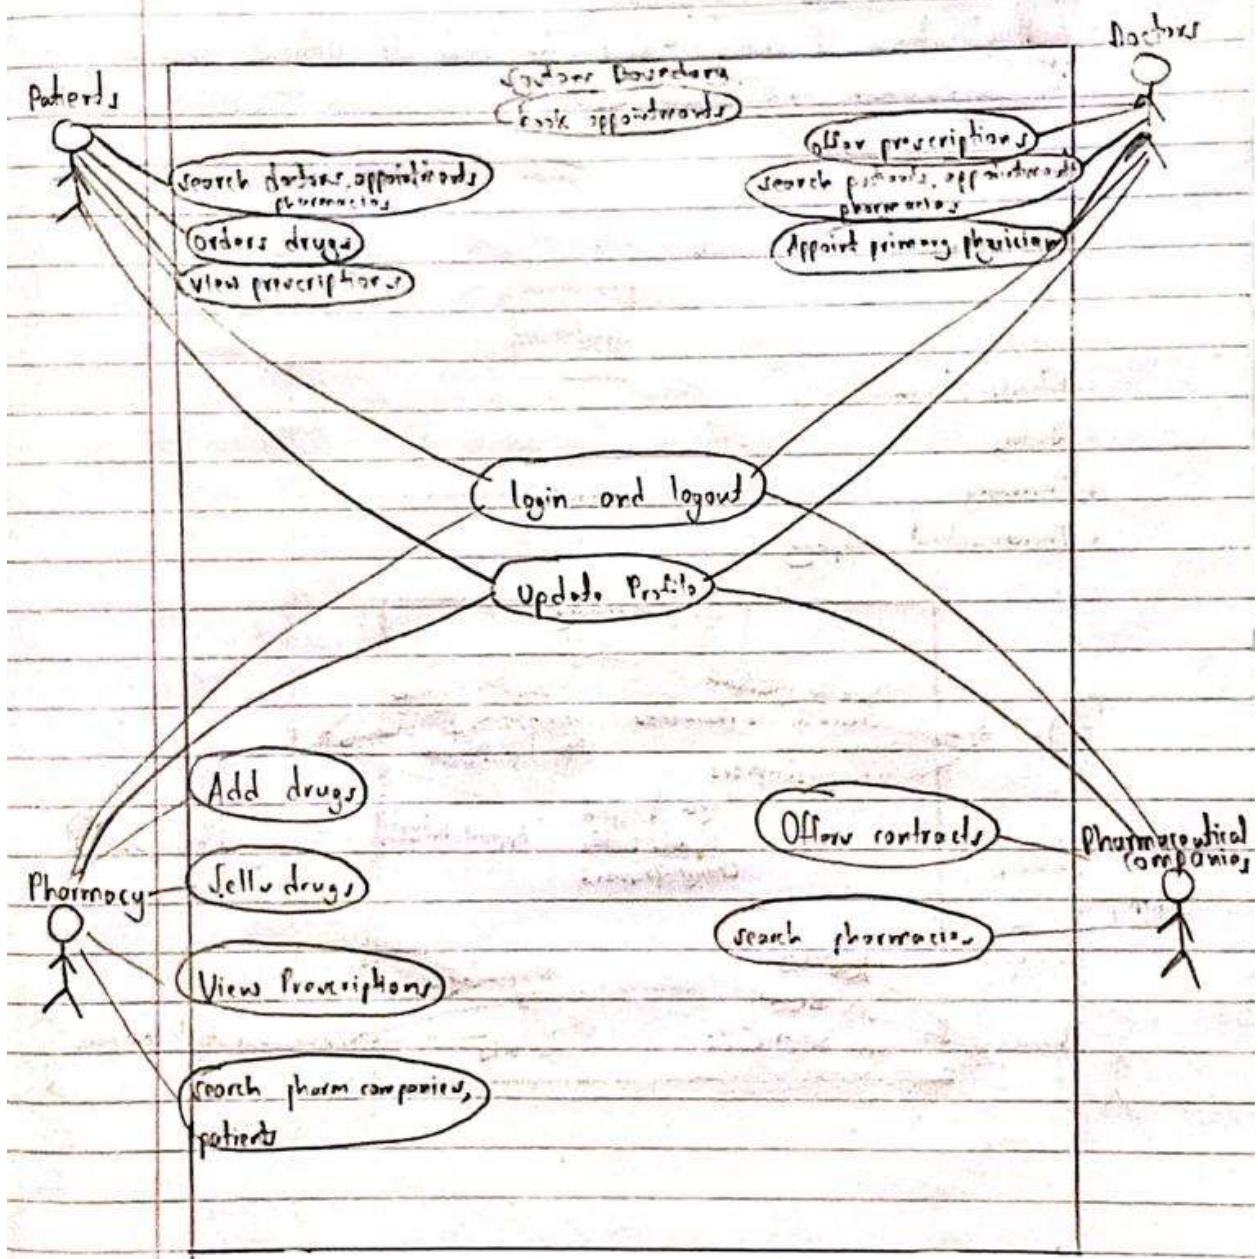 Doctors
Patients
System Boundary
appointments
offer prescriptions
search doctors, appointments
pharmacies
search patients, appointments
pharmacies
Orders drugs
Appoint primary physician
View prescriptions
login and logout
Update Profile
Add drugs
Offers contracts
Pharmaceutical
companies
Pharmacy
Sells drugs
search pharmacies
View Prescriptions
search pharm companies,
patients